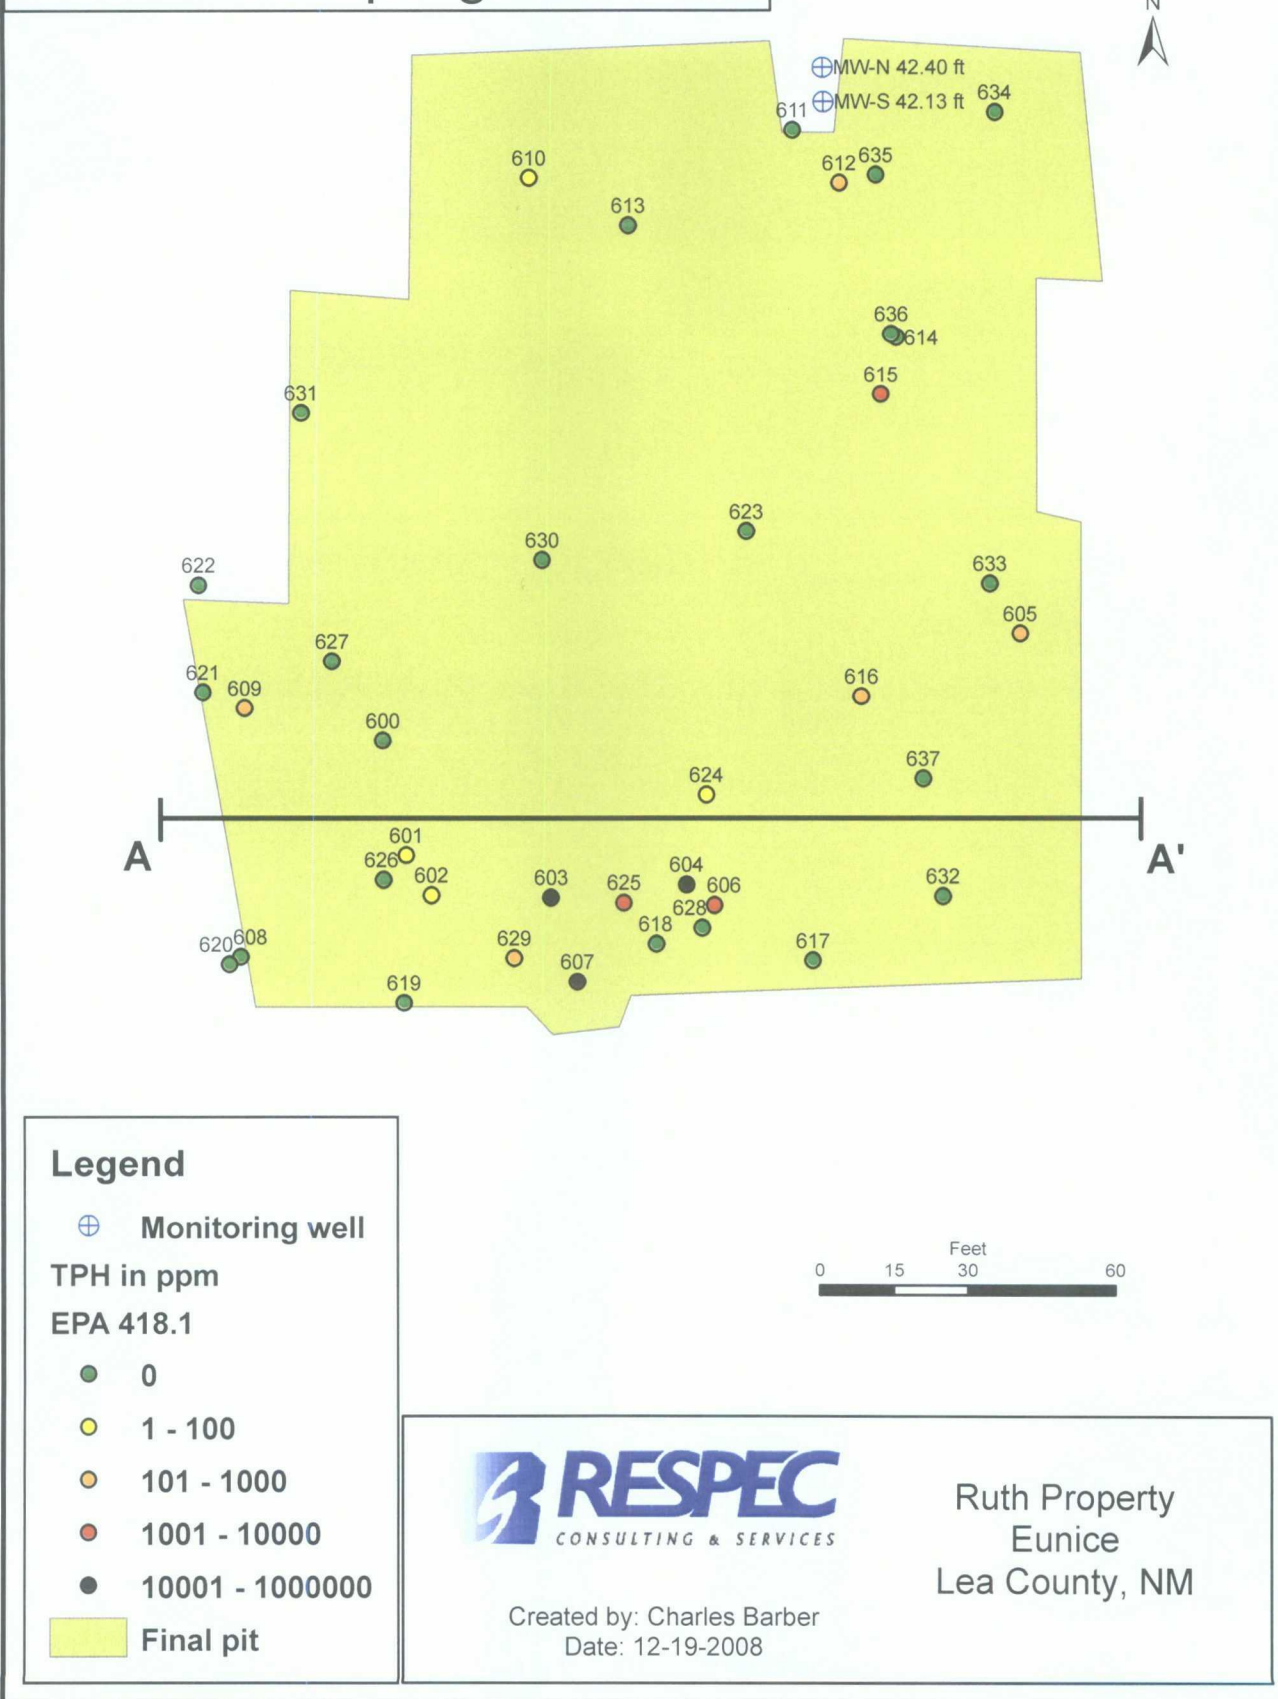 N
MW-N 42.40 ft
MW-S 42.13 ft
634
611
610
612
635
613
636
614
615
631
623
630
622
633
605
627
621
609
616
600
624
637
A
A'
601
626
602
603
625
604
606
632
628
618
620
608
629
607
617
619
Legend
Monitoring well
TPH in ppm
EPA 418.1
0
1 - 100
101 - 1000
1001 - 10000
10001 - 1000000
Final pit
Feet
0 15 30 60
RESPEC
CONSULTING & SERVICES
Created by: Charles Barber
Date: 12-19-2008
Ruth Property
Eunice
Lea County, NM